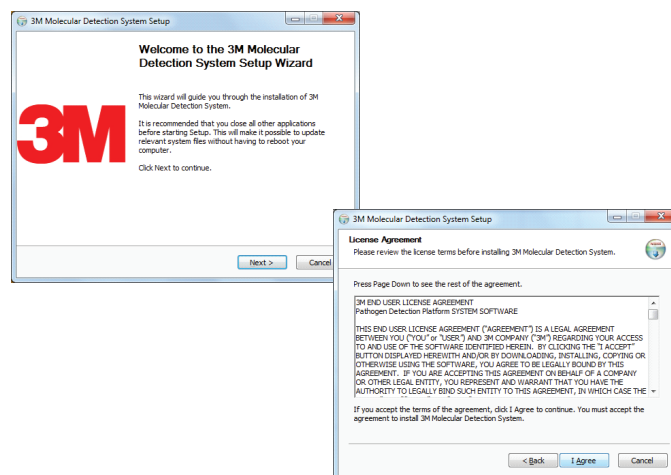 3M Molecular Detection System Setup
Welcome to the 3M Molecular
Detection System Setup Wizard
This wizard will guide you through the installation of 3M
Molecular Detection System.
It is recommended that you close all other applications
before starting Setup. This will make it possible to update
relevant system files without having to reboot your
computer.
Click Next to continue.
3M
Next >
Cancel
3M Molecular Detection System Setup
License Agreement
Please review the license terms before installing 3M Molecular Detection System.
Press Page Down to see the rest of the agreement.
3M END USER LICENSE AGREEMENT
Pathogen Detection Platform SYSTEM SOFTWARE
THIS END USER LICENSE AGREEMENT ("AGREEMENT") IS A LEGAL AGREEMENT
BETWEEN YOU ("YOU" or "USER") AND 3M COMPANY ("3M") REGARDING YOUR ACCESS
TO AND USE OF THE SOFTWARE IDENTIFIED HEREIN. BY CLICKING THE "I ACCEPT"
BUTTON DISPLAYED HEREWITH AND/OR BY DOWNLOADING, INSTALLING, COPYING OR
OTHERWISE USING THE SOFTWARE, YOU AGREE TO BE LEGALLY BOUND BY THIS
AGREEMENT. IF YOU ARE ACCEPTING THIS AGREEMENT ON BEHALF OF A COMPANY
OR OTHER LEGAL ENTITY, YOU REPRESENT AND WARRANT THAT YOU HAVE THE
AUTHORITY TO LEGALLY BIND SUCH ENTITY TO THIS AGREEMENT, IN WHICH CASE THE
If you accept the terms of the agreement, click I Agree to continue. You must accept the
agreement to install 3M Molecular Detection System.
< Back
I Agree
Cancel